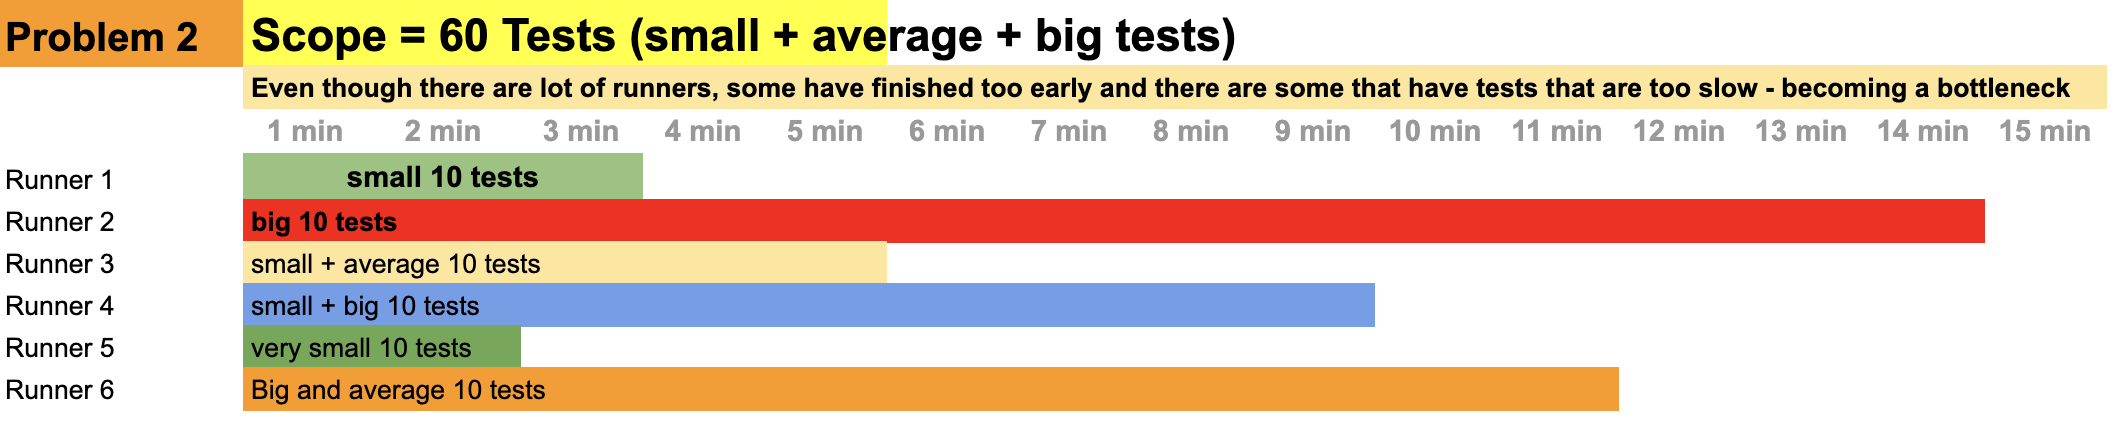 Problem 2 Scope = 60 Tests (small + average + big tests)
Even though there are lot of runners, some have finished too early and there are some that have tests that are too slow - becoming a bottleneck
1 min 2 min 3 min 4 min 5 min 6 min 7 min 8 min 9 min 10 min 11 min 12 min 13 min 14 min 15 min
Runner 1 small 10 tests
Runner 2 big 10 tests
Runner 3 small + average 10 tests
Runner 4 small + big 10 tests
Runner 5 very small 10 tests
Runner 6 Big and average 10 tests